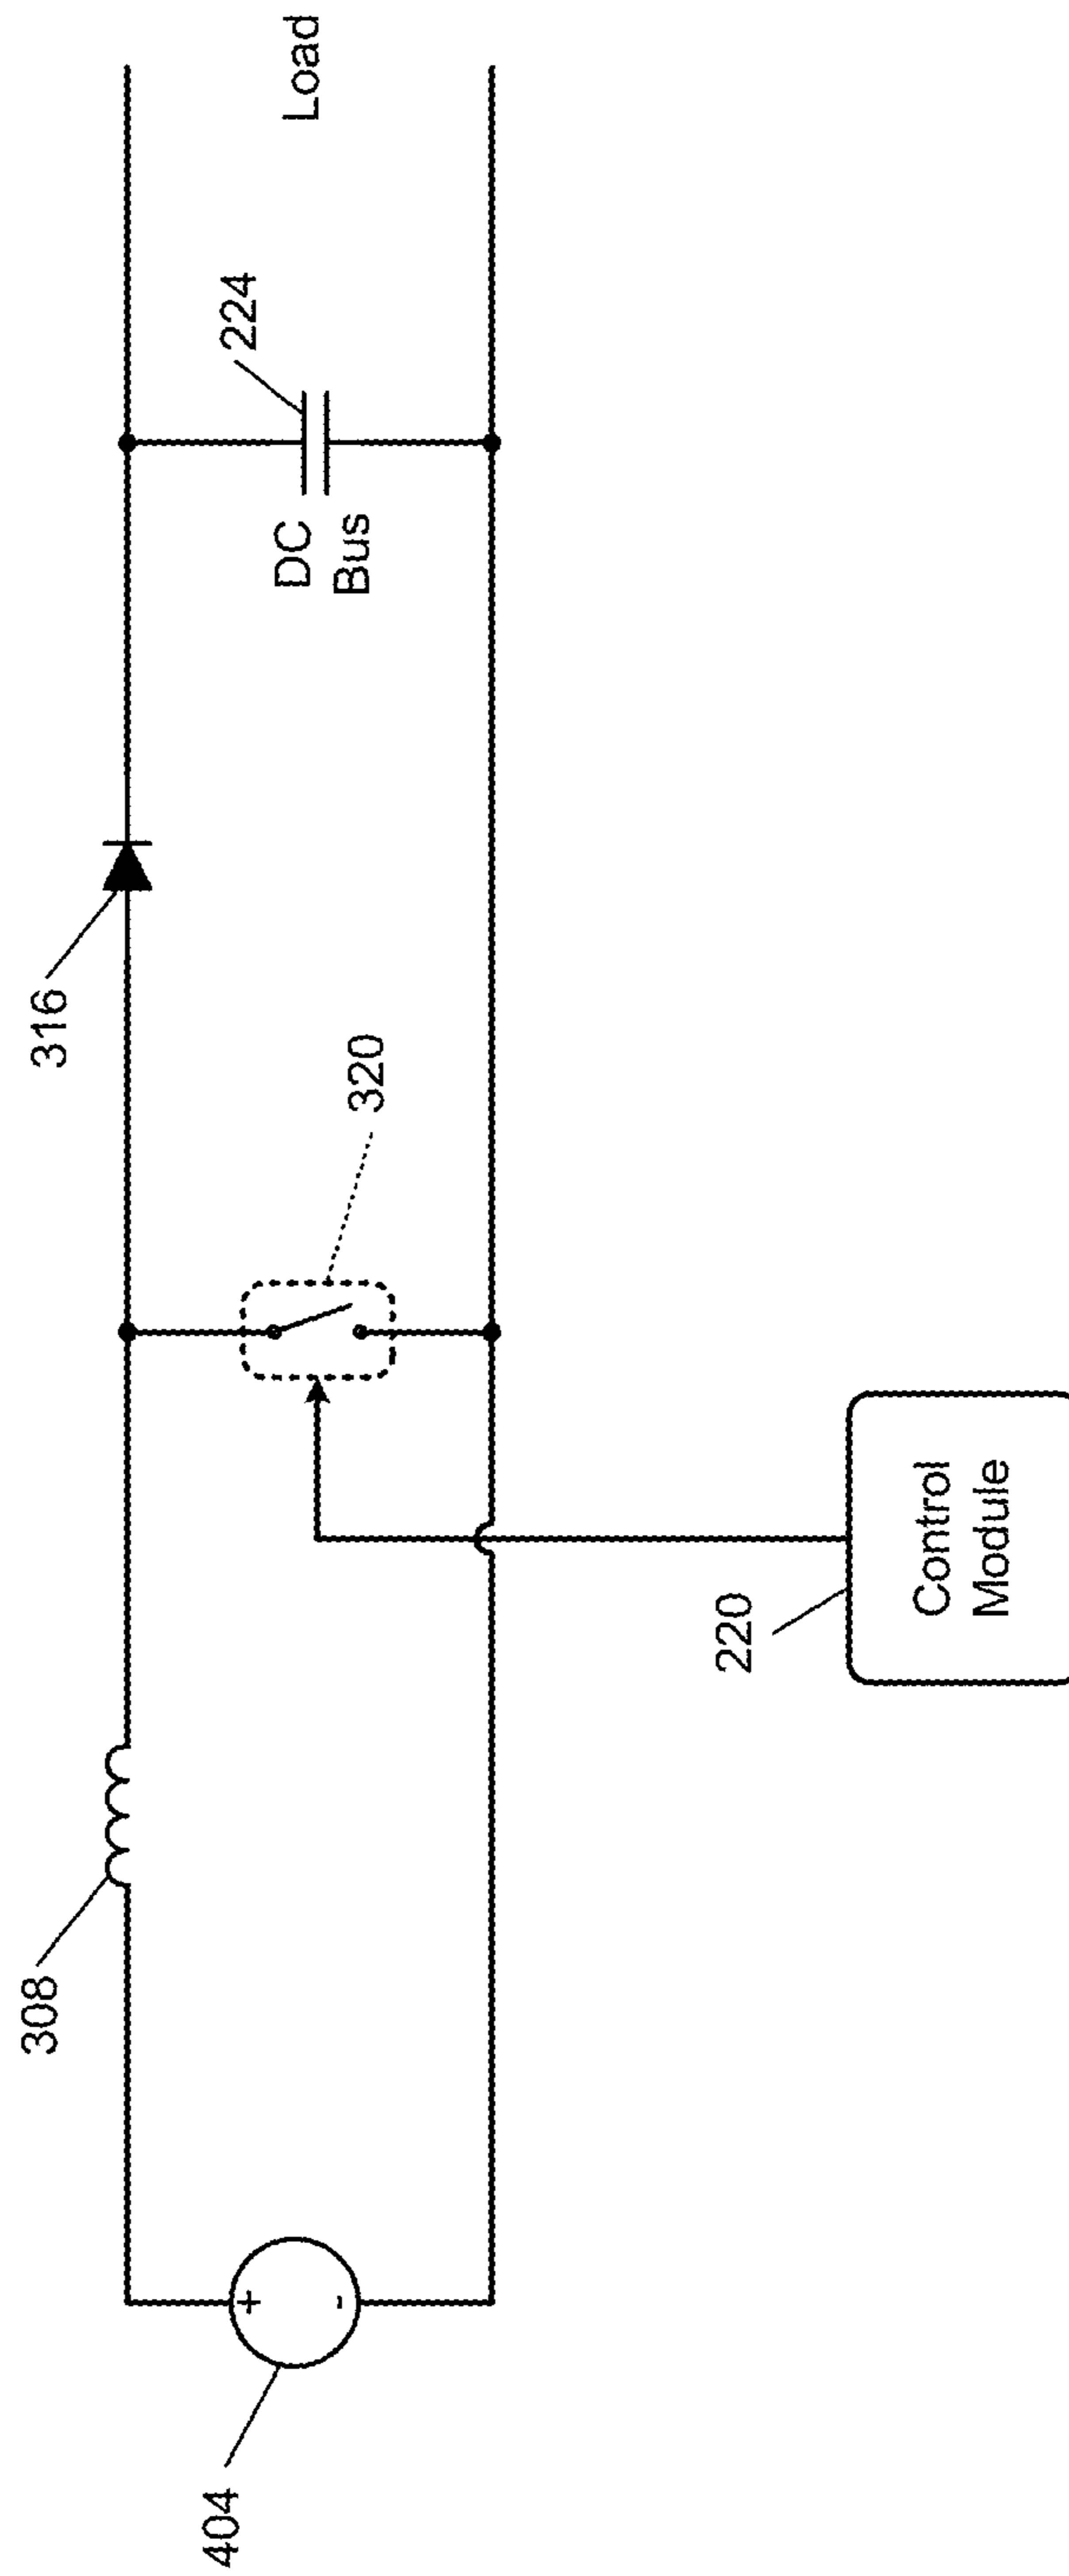 404
+
-
308
220
Control
Module
320
316
DC
Bus
224
Load